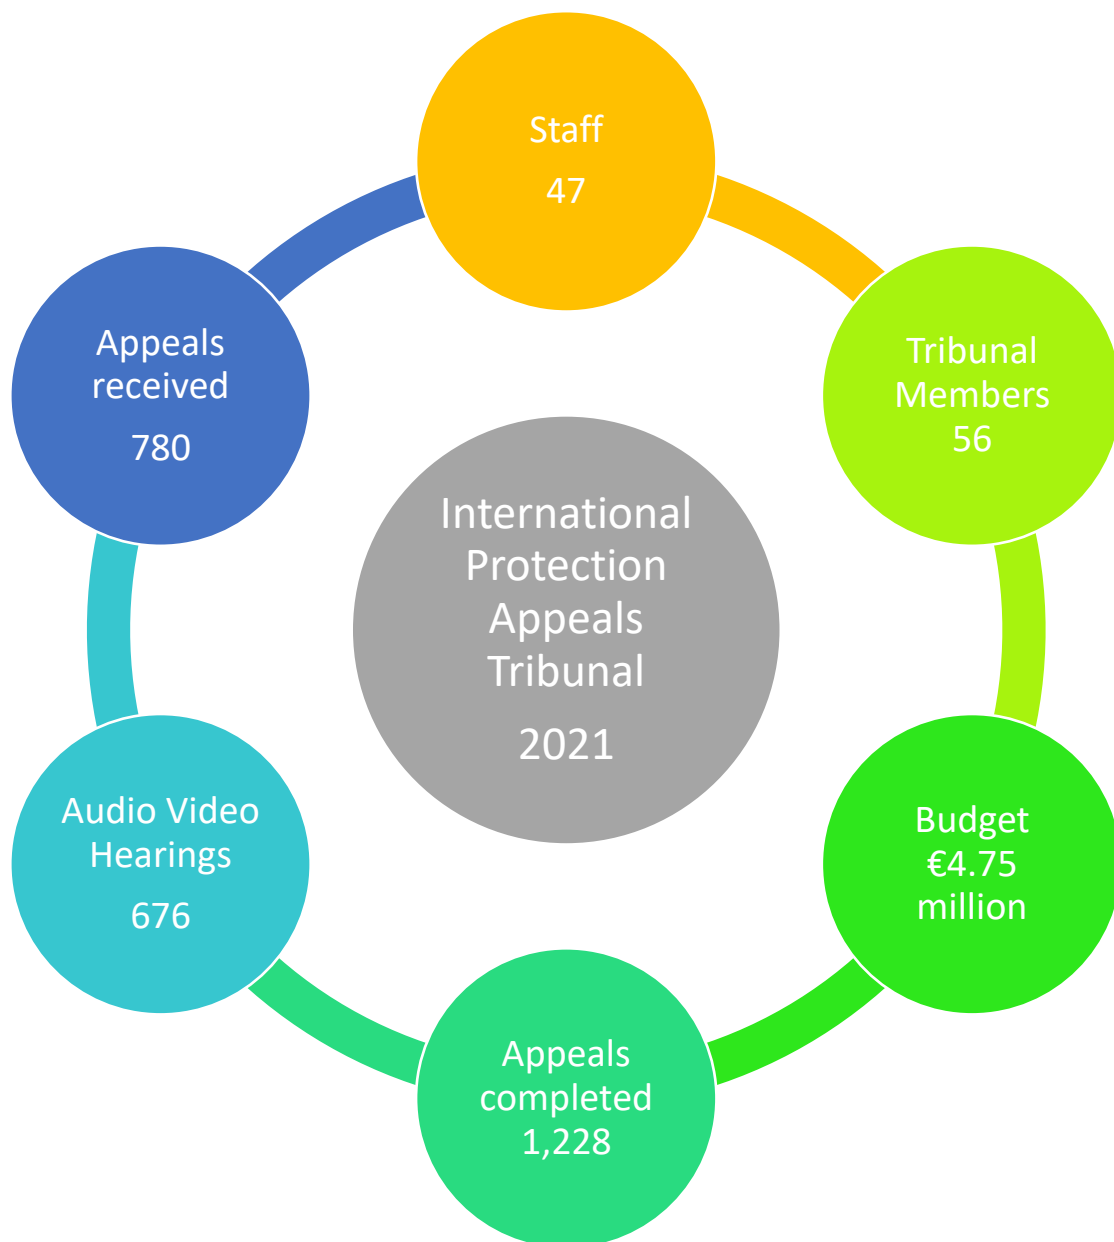 Staff
47
Tribunal
Members
56
Budget
€4.75
million
Appeals
completed
1,228
Audio Video
Hearings
676
Appeals
received
780
International
Protection
Appeals
Tribunal
2021